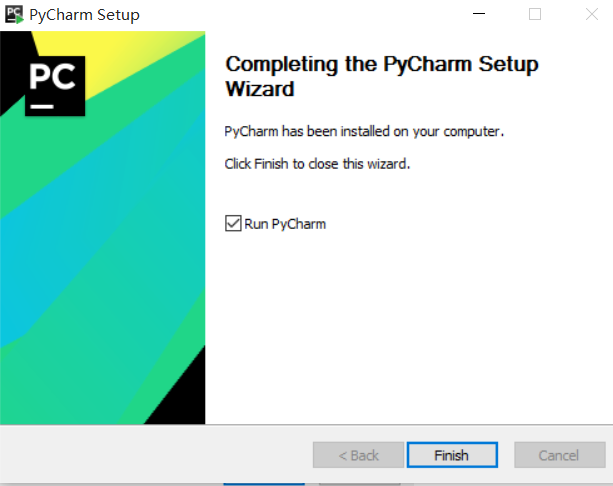 PC PyCharm Setup
PC
Completing the PyCharm Setup
Wizard
PyCharm has been installed on your computer.
Click Finish to close this wizard.
Run PyCharm
< Back
Finish
Cancel